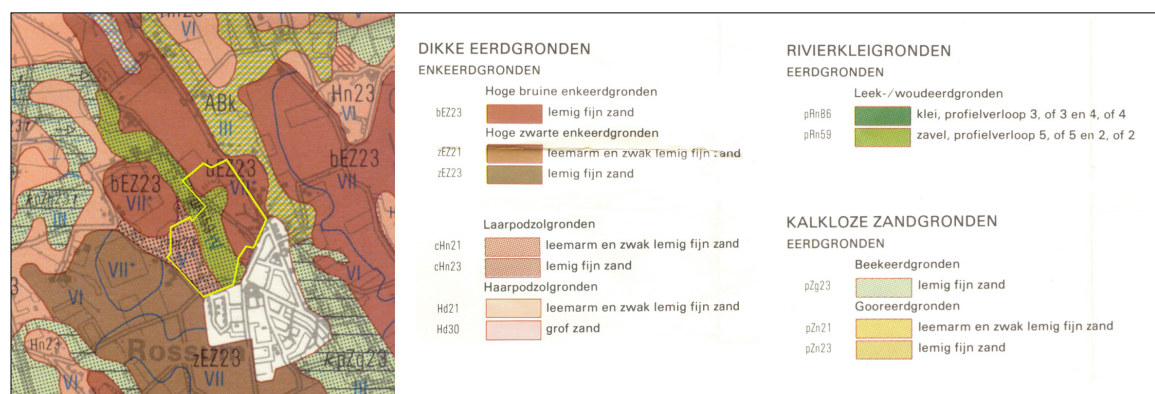 Hn23
VI
ABk
III
Hn23
VI
bEZ23
VII
bEZ23
VII*
bEZ23
VII*
VII*
VI
Hn23
VI
zEZ23
VII
kpZg23
III
DIKKE EERDGRONDEN
ENKEERDGRONDEN
Hoge bruine enkeerdgronden
bEZ23 lemig fijn zand
Hoge zwarte enkeerdgronden
zEZ21 leemarm en zwak lemig fijn zand
zEZ23 lemig fijn zand
Laarpodzolgronden
cHn21 leemarm en zwak lemig fijn zand
cHn23 lemig fijn zand
Haarpodzolgronden
Hd21 leemarm en zwak lemig fijn zand
Hd30 grof zand
RIVIERKLEIGRONDEN
EERDGRONDEN
Leek-/woudeerdgronden
pRn86 klei, profielverloop 3, of 3 en 4, of 4
pRn59 zavel, profielverloop 5, of 5 en 2, of 2
KALKLOZE ZANDGRONDEN
EERDGRONDEN
Beekeerdgronden
pZg23 lemig fijn zand
Gooreerdgronden
pZn21 leemarm en zwak lemig fijn zand
pZn23 lemig fijn zand